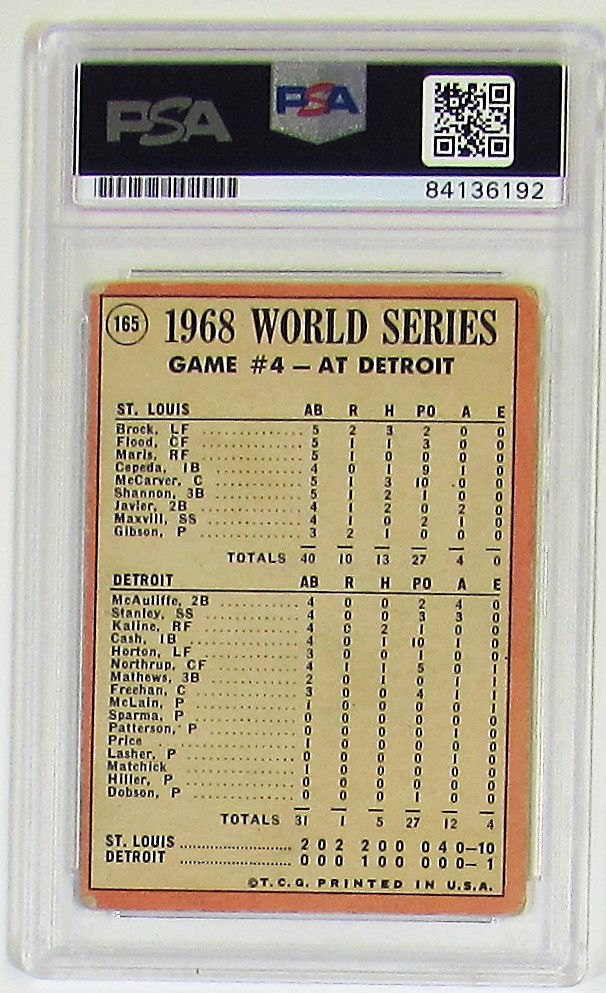 PSA PSA
84136192
165 1968 WORLD SERIES
GAME #4 — AT DETROIT
ST. LOUIS AB R H PO A E
Brock, LF .......... 5 2 3 2 0 0
Flood, CF .......... 5 1 1 3 0 0
Maris, RF .......... 5 1 0 0 0 0
Cepeda, 1B .......... 4 0 1 9 1 0
McCarver, C .......... 5 1 3 10 0 0
Shannon, 3B .......... 5 1 2 1 0 0
Javier, 2B .......... 4 1 2 0 2 0
Maxvill, SS .......... 4 1 0 2 1 0
Gibson, P .......... 3 2 1 0 0 0
TOTALS 40 10 13 27 4 0
DETROIT AB R H PO A E
McAuliffe, 2B .......... 4 0 0 2 4 0
Stanley, SS .......... 4 0 0 3 3 0
Kaline, RF .......... 4 0 2 1 0 0
Cash, 1B .......... 4 0 1 10 1 0
Horton, LF .......... 3 0 0 1 0 0
Northrup, CF .......... 4 1 1 5 0 1
Mathews, 3B .......... 2 0 1 0 1 1
Freehan, C .......... 3 0 0 4 1 1
McLain, P .......... 1 0 0 0 0 1
Sparma, P .......... 0 0 0 0 0 0
Patterson, P .......... 0 0 0 0 1 0
Price .......... 1 0 0 0 0 0
Lasher, P .......... 0 0 0 0 1 0
Matchick .......... 1 0 0 0 0 0
Hiller, P .......... 0 0 0 0 0 0
Dobson, P .......... 0 0 0 1 0 0
TOTALS 31 1 5 27 12 4
ST. LOUIS .......... 2 0 2 2 0 0 0 4 0—10
DETROIT .......... 0 0 0 1 0 0 0 0 0— 1
©T.C.G. PRINTED IN U.S.A.